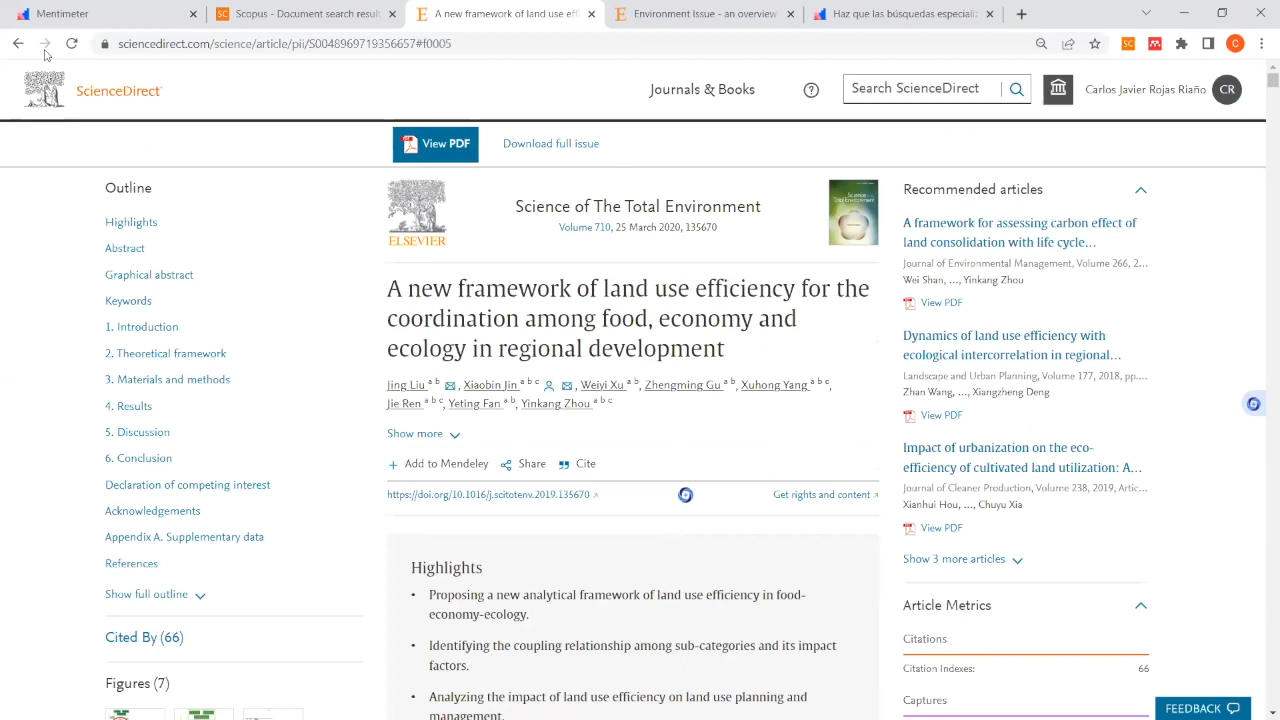 Mentimeter
Scopus - Document search result
A new framework of land use eff
Environment Issue - an overview
Haz que las búsquedas especiali
sciencedirect.com/science/article/pii/S0048969719356657#f0005
SC
C
ScienceDirect
Journals & Books
Search ScienceDirect
Carlos Javier Rojas Riaño
CR
View PDF
Download full issue
Outline
Highlights
Abstract
Graphical abstract
Keywords
1. Introduction
2. Theoretical framework
3. Materials and methods
4. Results
5. Discussion
6. Conclusion
Declaration of competing interest
Acknowledgements
Appendix A. Supplementary data
References
Show full outline
Cited By (66)
Figures (7)
ELSEVIER
Science of The Total Environment
Volume 710, 25 March 2020, 135670
A new framework of land use efficiency for the
coordination among food, economy and
ecology in regional development
Jing Liu a b, Xiaobin Jin a b c, Weiyi Xu a b, Zhengming Gu a b, Xuhong Yang a b c,
Jie Ren a b c, Yeting Fan a b, Yinkang Zhou a b c
Show more
Add to Mendeley Share Cite
https://doi.org/10.1016/j.scitotenv.2019.135670
Get rights and content
Highlights
• Proposing a new analytical framework of land use efficiency in food-
economy-ecology.
• Identifying the coupling relationship among sub-categories and its impact
factors.
• Analyzing the impact of land use efficiency on land use planning and
management.
Recommended articles
A framework for assessing carbon effect of
land consolidation with life cycle…
Journal of Environmental Management, Volume 266, 2…
Wei Shan, …, Yinkang Zhou
View PDF
Dynamics of land use efficiency with
ecological intercorrelation in regional…
Landscape and Urban Planning, Volume 177, 2018, pp.…
Zhan Wang, …, Xiangzheng Deng
View PDF
Impact of urbanization on the eco-
efficiency of cultivated land utilization: A…
Journal of Cleaner Production, Volume 238, 2019, Artic…
Xianhui Hou, …, Chuyu Xia
View PDF
Show 3 more articles
Article Metrics
Citations
Citation Indexes: 66
Captures
FEEDBACK